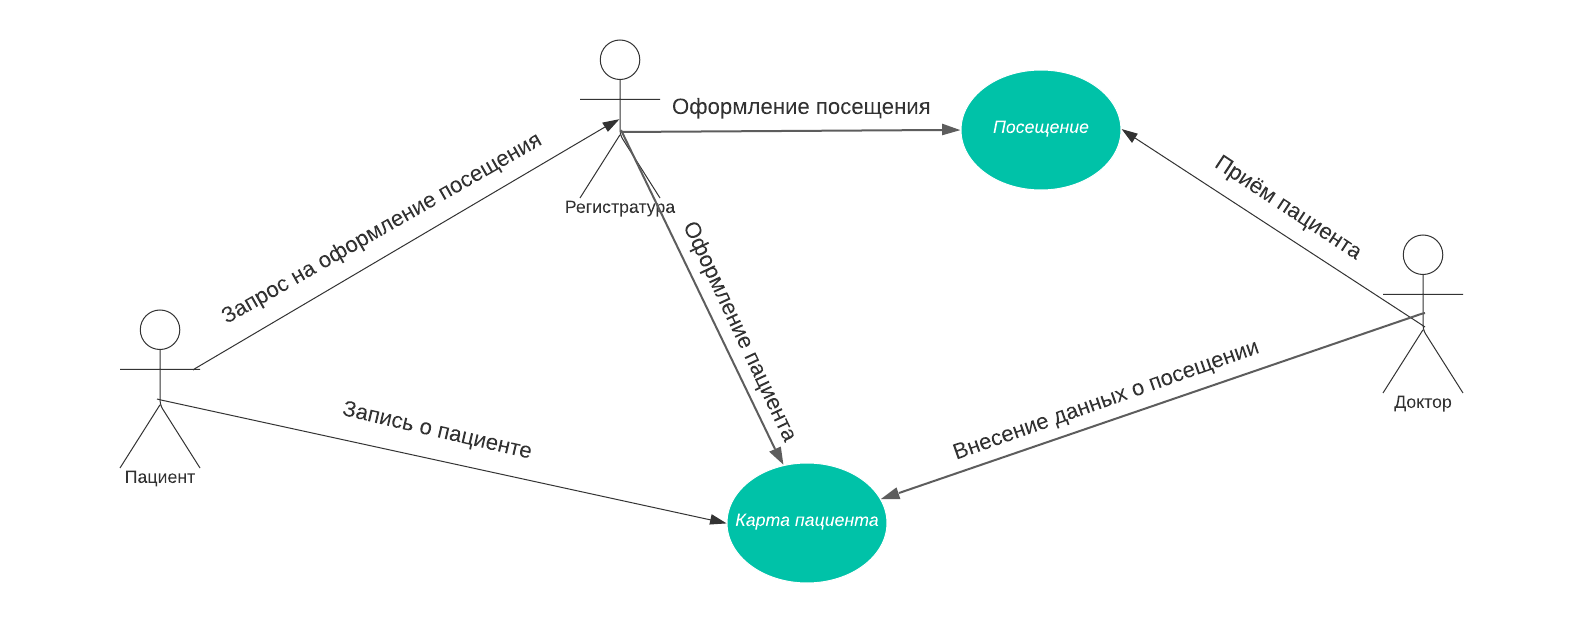 Оформление посещения
Посещение
Запрос на оформление посещения
Приём пациента
Регистратура
Оформление пациента
Внесение данных о посещении
Доктор
Запись о пациенте
Пациент
Карта пациента